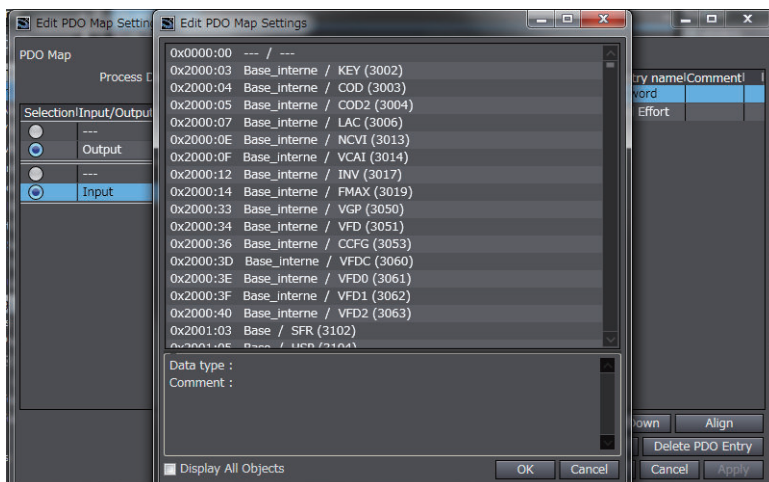 Edit PDO Map Settin
PDO Map
Process D
Selection Input/Output
---
Output
---
Input
Edit PDO Map Settings
0x0000:00 --- / ---
0x2000:03 Base_interne / KEY (3002)
0x2000:04 Base_interne / COD (3003)
0x2000:05 Base_interne / COD2 (3004)
0x2000:07 Base_interne / LAC (3006)
0x2000:0E Base_interne / NCVI (3013)
0x2000:0F Base_interne / VCAI (3014)
0x2000:12 Base_interne / INV (3017)
0x2000:14 Base_interne / FMAX (3019)
0x2000:33 Base_interne / VGP (3050)
0x2000:34 Base_interne / VFD (3051)
0x2000:36 Base_interne / CCFG (3053)
0x2000:3D Base_interne / VFDC (3060)
0x2000:3E Base_interne / VFD0 (3061)
0x2000:3F Base_interne / VFD1 (3062)
0x2000:40 Base_interne / VFD2 (3063)
0x2001:03 Base / SFR (3102)
0x2001:05 Base / USP (3104)
Data type :
Comment :
Display All Objects
OK Cancel
try name Comment
word
Effort
Down Align
Delete PDO Entry
Cancel Apply